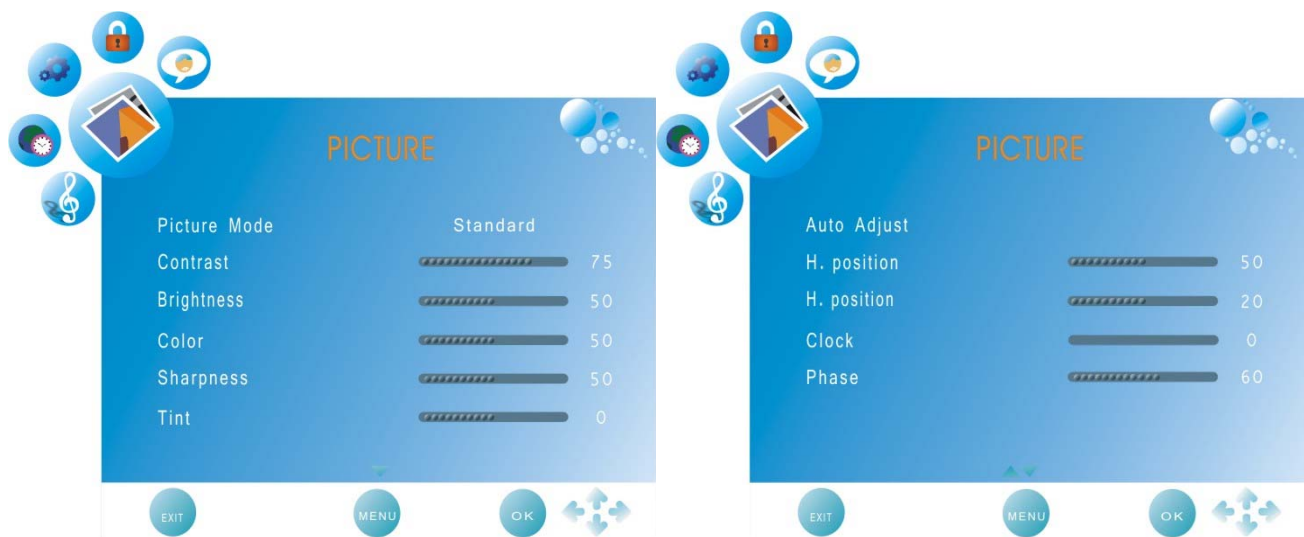 PICTURE
Picture Mode Standard
Contrast 75
Brightness 50
Color 50
Sharpness 50
Tint 0
EXIT MENU OK
PICTURE
Auto Adjust
H. position 50
H. position 20
Clock 0
Phase 60
EXIT MENU OK